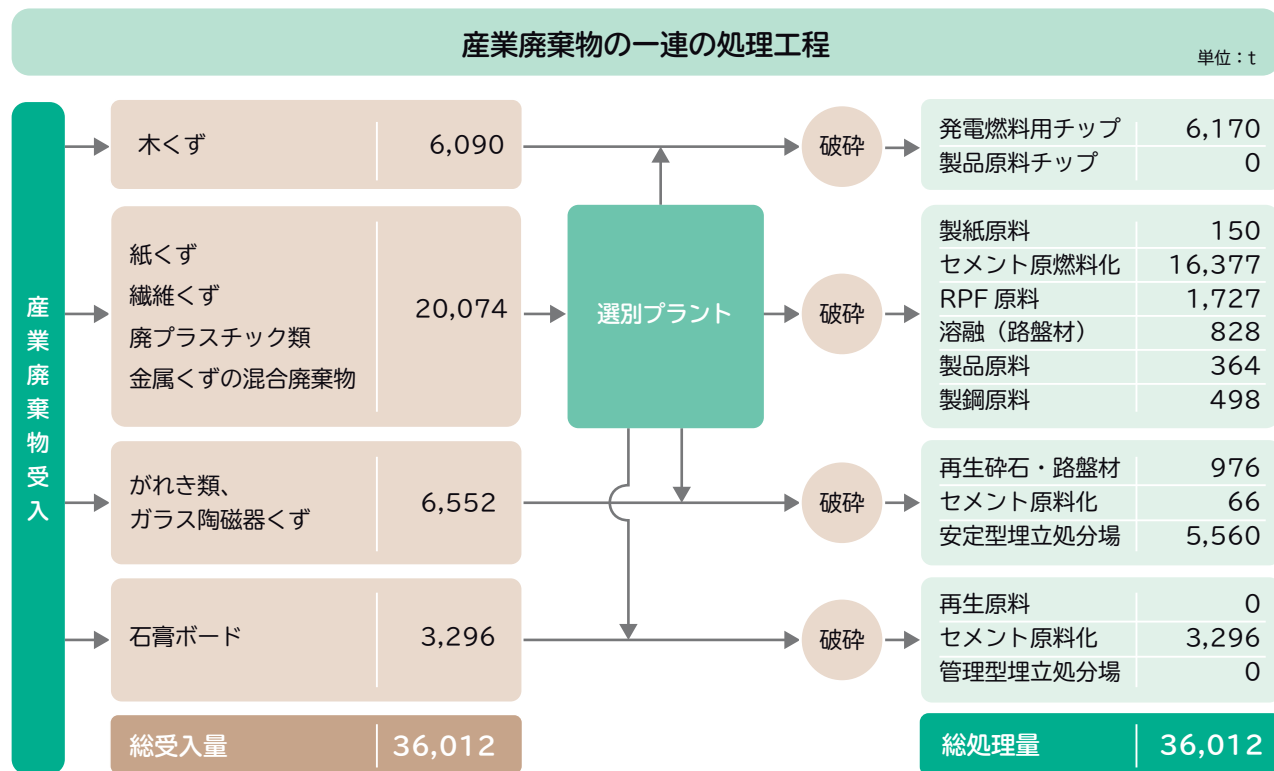 産業廃棄物の一連の処理工程
単位：t
産業廃棄物受入
木くず 6,090
破砕
発電燃料用チップ 6,170
製品原料チップ 0
紙くず
繊維くず
廃プラスチック類
金属くずの混合廃棄物
20,074
選別プラント
破砕
製紙原料 150
セメント原燃料化 16,377
RPF 原料 1,727
溶融（路盤材） 828
製品原料 364
製鋼原料 498
がれき類、
ガラス陶磁器くず
6,552
破砕
再生砕石・路盤材 976
セメント原料化 66
安定型埋立処分場 5,560
石膏ボード 3,296
破砕
再生原料 0
セメント原料化 3,296
管理型埋立処分場 0
総受入量 36,012
総処理量 36,012